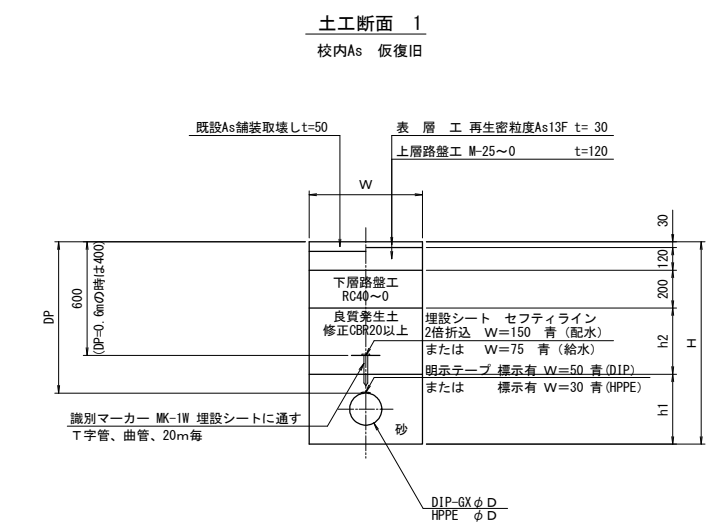 土工断面 1
校内As 仮復旧
既設As舗装取壊しt=50
表 層 工 再生密粒度As13F t= 30
上層路盤工 M-25～0 t=120
W
30
120
200
h2
h1
H
DP
600
(DP=0.6mの時は400)
下層路盤工
RC40～0
良質発生土
修正CBR20以上
埋設シート セフティライン
2倍折込 W＝150 青（配水）
または W＝75 青（給水）
明示テープ 標示有 W＝50 青(DIP)
または 標示有 W＝30 青(HPPE)
識別マーカー MK-1W 埋設シートに通す
T字管、曲管、20m毎
砂
DIP-GXφD
HPPE φD